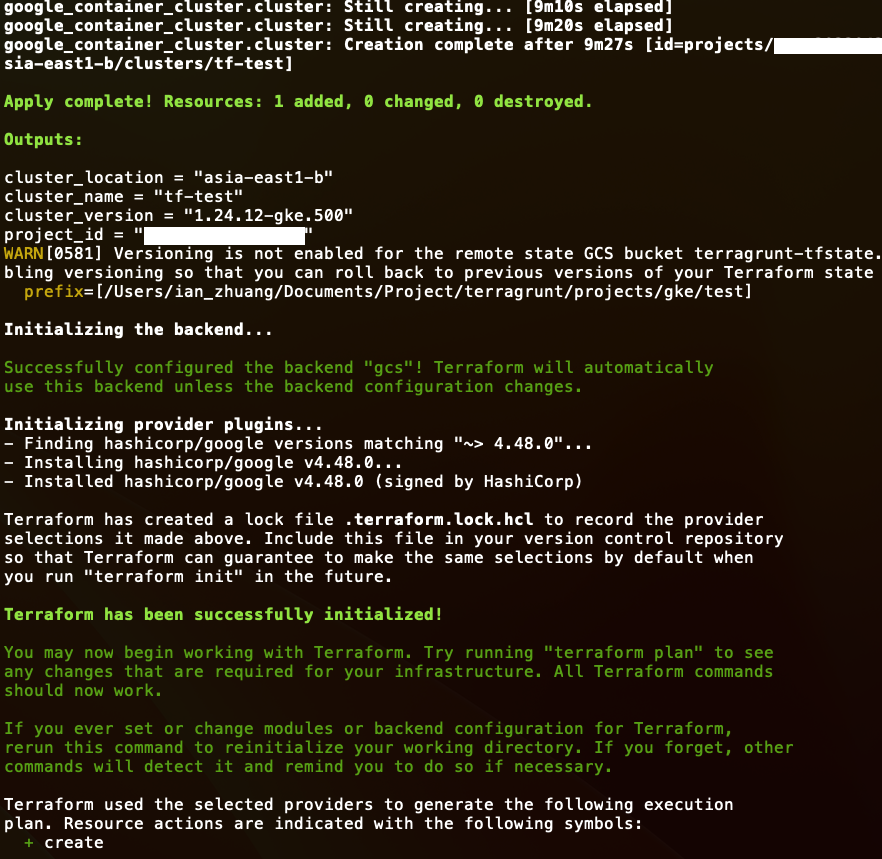 google_container_cluster.cluster: Still creating... [9m10s elapsed]
google_container_cluster.cluster: Still creating... [9m20s elapsed]
google_container_cluster.cluster: Creation complete after 9m27s [id=projects/
sia-east1-b/clusters/tf-test]
Apply complete! Resources: 1 added, 0 changed, 0 destroyed.
Outputs:
cluster_location = "asia-east1-b"
cluster_name = "tf-test"
cluster_version = "1.24.12-gke.500"
project_id = " "
WARN[0581] Versioning is not enabled for the remote state GCS bucket terragrunt-tfstate.
bling versioning so that you can roll back to previous versions of your Terraform state
prefix=[/Users/ian_zhuang/Documents/Project/terragrunt/projects/gke/test]
Initializing the backend...
Successfully configured the backend "gcs"! Terraform will automatically
use this backend unless the backend configuration changes.
Initializing provider plugins...
- Finding hashicorp/google versions matching "~> 4.48.0"...
- Installing hashicorp/google v4.48.0...
- Installed hashicorp/google v4.48.0 (signed by HashiCorp)
Terraform has created a lock file .terraform.lock.hcl to record the provider
selections it made above. Include this file in your version control repository
so that Terraform can guarantee to make the same selections by default when
you run "terraform init" in the future.
Terraform has been successfully initialized!
You may now begin working with Terraform. Try running "terraform plan" to see
any changes that are required for your infrastructure. All Terraform commands
should now work.
If you ever set or change modules or backend configuration for Terraform,
rerun this command to reinitialize your working directory. If you forget, other
commands will detect it and remind you to do so if necessary.
Terraform used the selected providers to generate the following execution
plan. Resource actions are indicated with the following symbols:
+ create